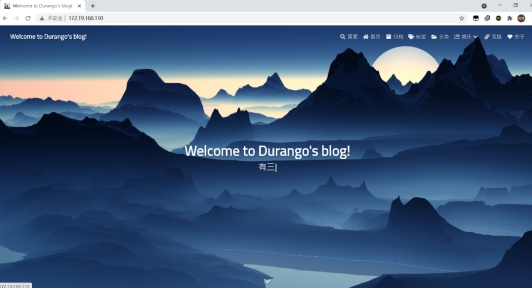 Welcome to Durango's blog!
不安全 | 172.19.168.110
Welcome to Durango's blog!
搜索 首页 归档 标签 分类 娱乐 友链 关于
Welcome to Durango's blog!
有三|
172.19.168.110